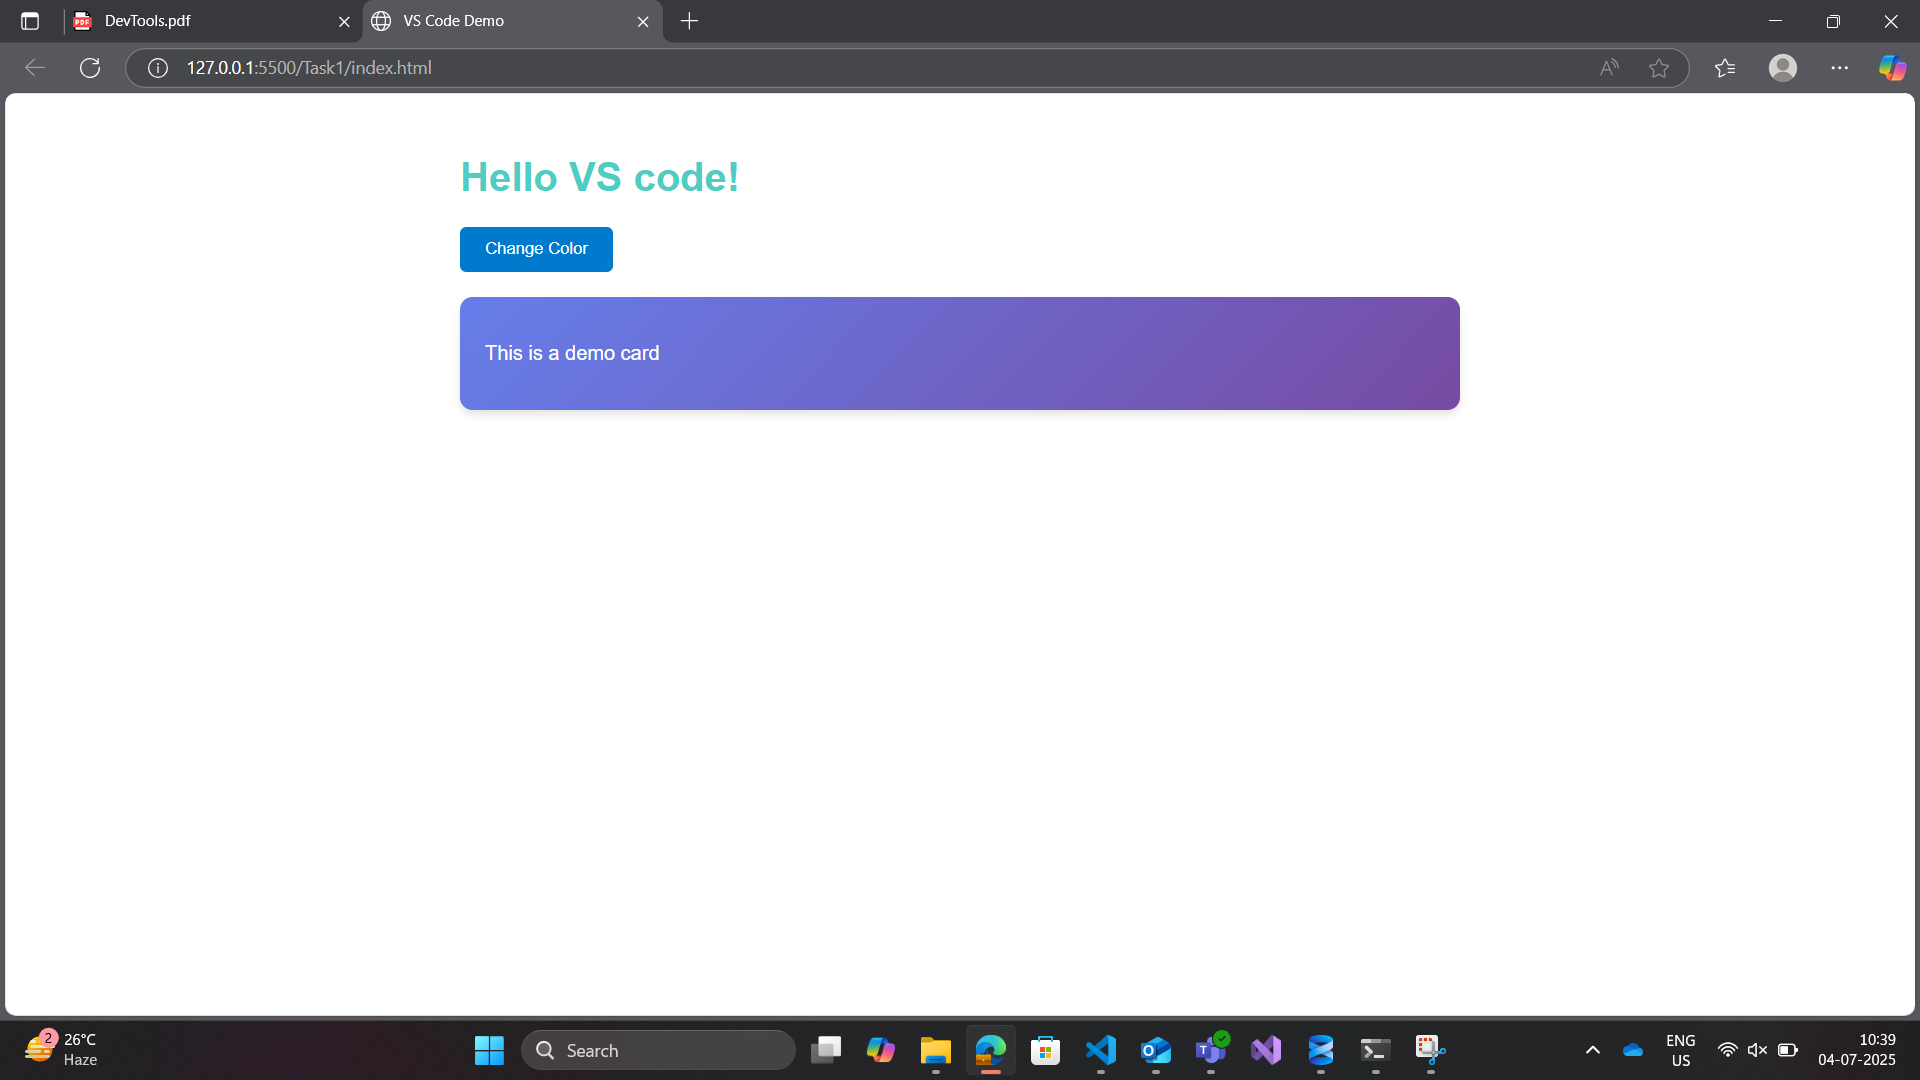 DevTools.pdf
VS Code Demo
127.0.0.1:5500/Task1/index.html
Hello VS code!
Change Color
This is a demo card
2
26°C
Haze
Search
ENG
US
10:39
04-07-2025